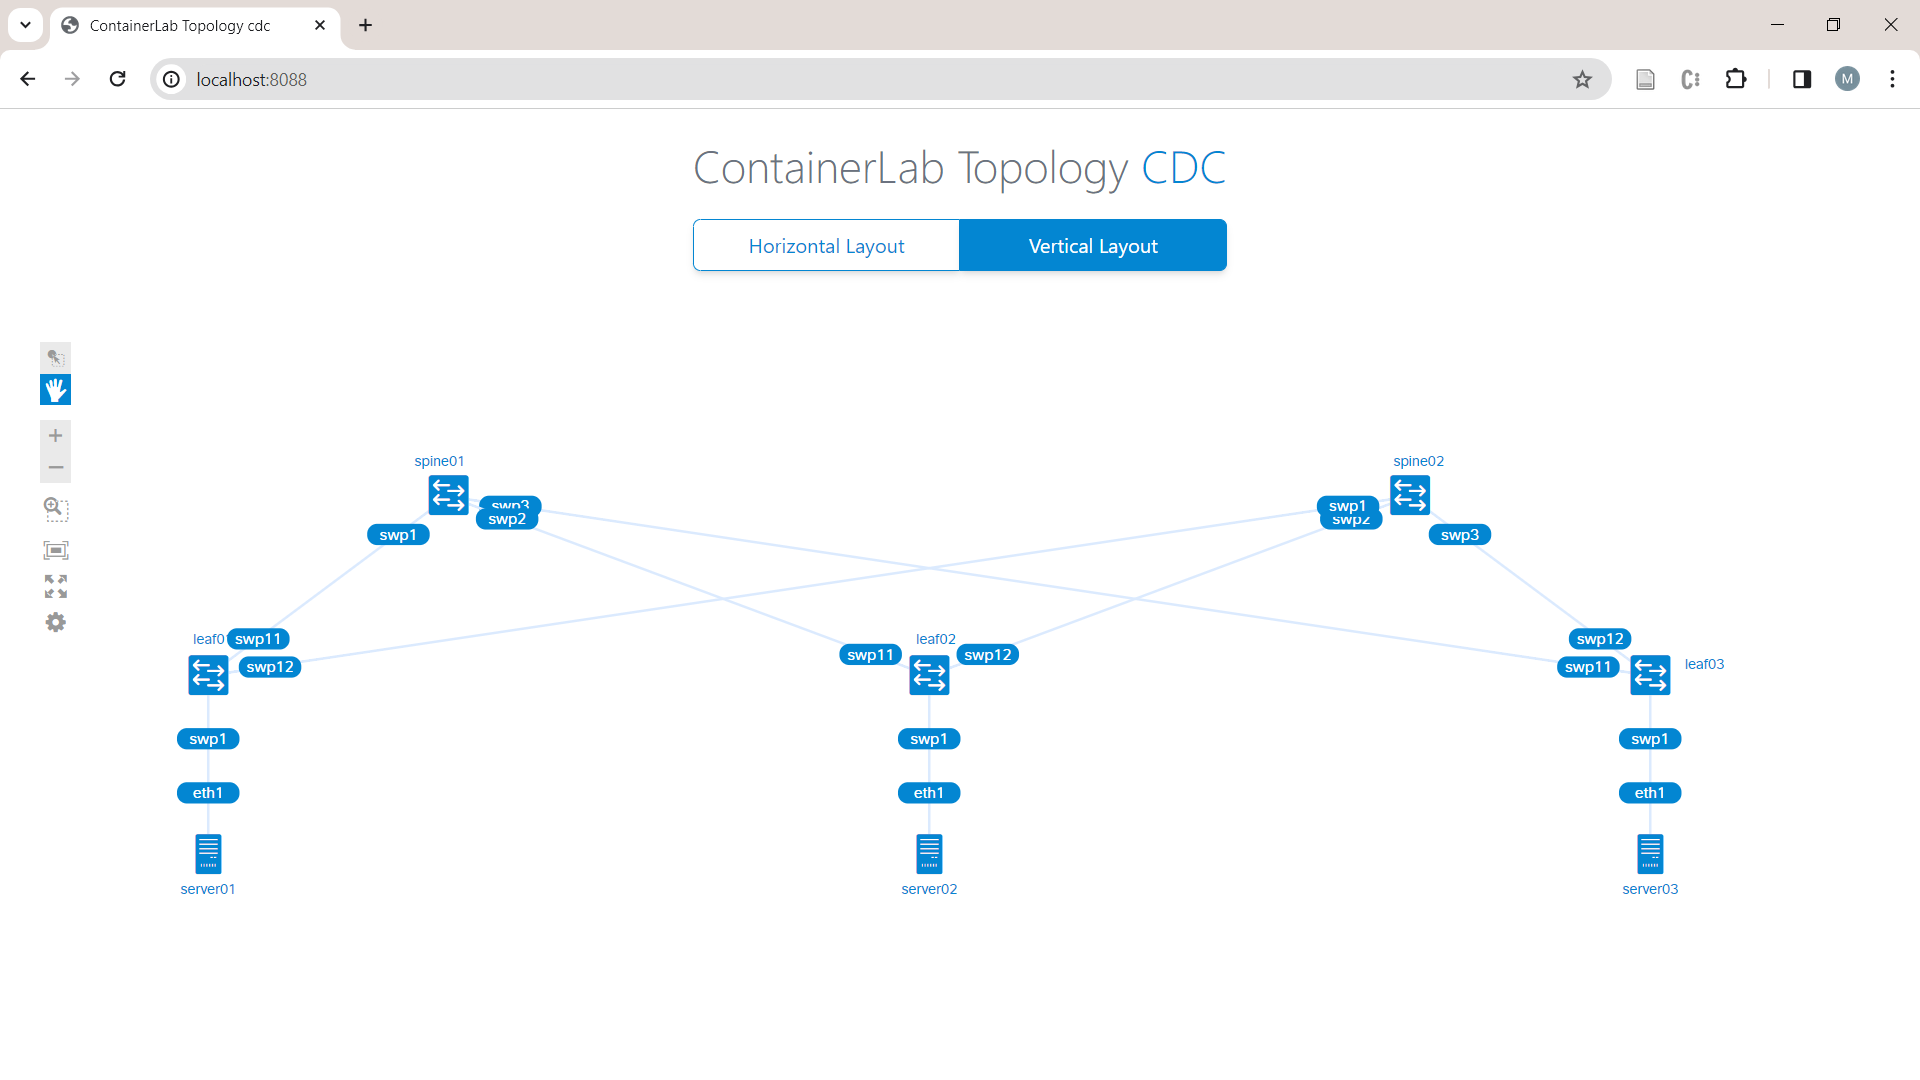 ContainerLab Topology cdc
localhost:8088
M
ContainerLab Topology CDC
Horizontal Layout
Vertical Layout
spine01
spine02
swp3
swp1
swp2
swp2
swp1
swp3
leaf0
swp11
leaf02
swp12
swp11
swp12
swp12
swp11
leaf03
swp1
swp1
swp1
eth1
eth1
eth1
server01
server02
server03